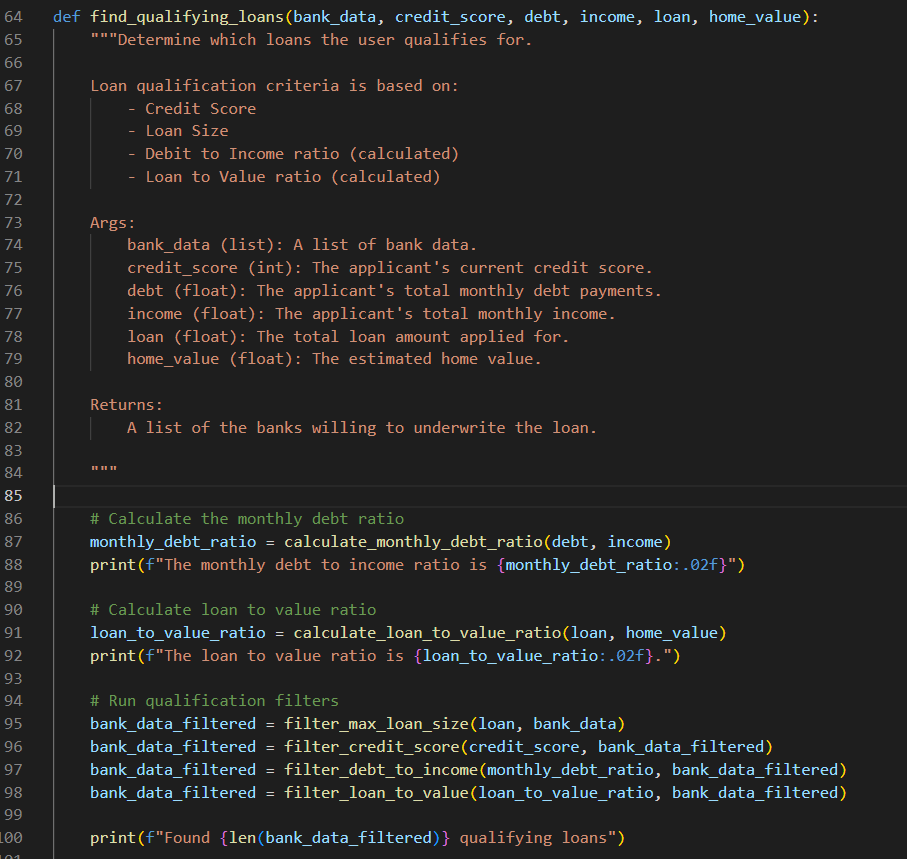 64 def find_qualifying_loans(bank_data, credit_score, debt, income, loan, home_value):
65     """Determine which loans the user qualifies for.
66
67     Loan qualification criteria is based on:
68         - Credit Score
69         - Loan Size
70         - Debit to Income ratio (calculated)
71         - Loan to Value ratio (calculated)
72
73     Args:
74         bank_data (list): A list of bank data.
75         credit_score (int): The applicant's current credit score.
76         debt (float): The applicant's total monthly debt payments.
77         income (float): The applicant's total monthly income.
78         loan (float): The total loan amount applied for.
79         home_value (float): The estimated home value.
80
81     Returns:
82         A list of the banks willing to underwrite the loan.
83
84     """
85
86     # Calculate the monthly debt ratio
87     monthly_debt_ratio = calculate_monthly_debt_ratio(debt, income)
88     print(f"The monthly debt to income ratio is {monthly_debt_ratio:.02f}")
89
90     # Calculate loan to value ratio
91     loan_to_value_ratio = calculate_loan_to_value_ratio(loan, home_value)
92     print(f"The loan to value ratio is {loan_to_value_ratio:.02f}.")
93
94     # Run qualification filters
95     bank_data_filtered = filter_max_loan_size(loan, bank_data)
96     bank_data_filtered = filter_credit_score(credit_score, bank_data_filtered)
97     bank_data_filtered = filter_debt_to_income(monthly_debt_ratio, bank_data_filtered)
98     bank_data_filtered = filter_loan_to_value(loan_to_value_ratio, bank_data_filtered)
99
100     print(f"Found {len(bank_data_filtered)} qualifying loans")